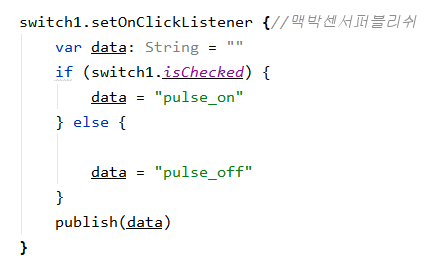 switch1.setOnClickListener {//맥박센서퍼블리쉬
    var data: String = ""
    if (switch1.isChecked) {
        data = "pulse_on"
    } else {
        data = "pulse_off"
    }
    publish(data)
}